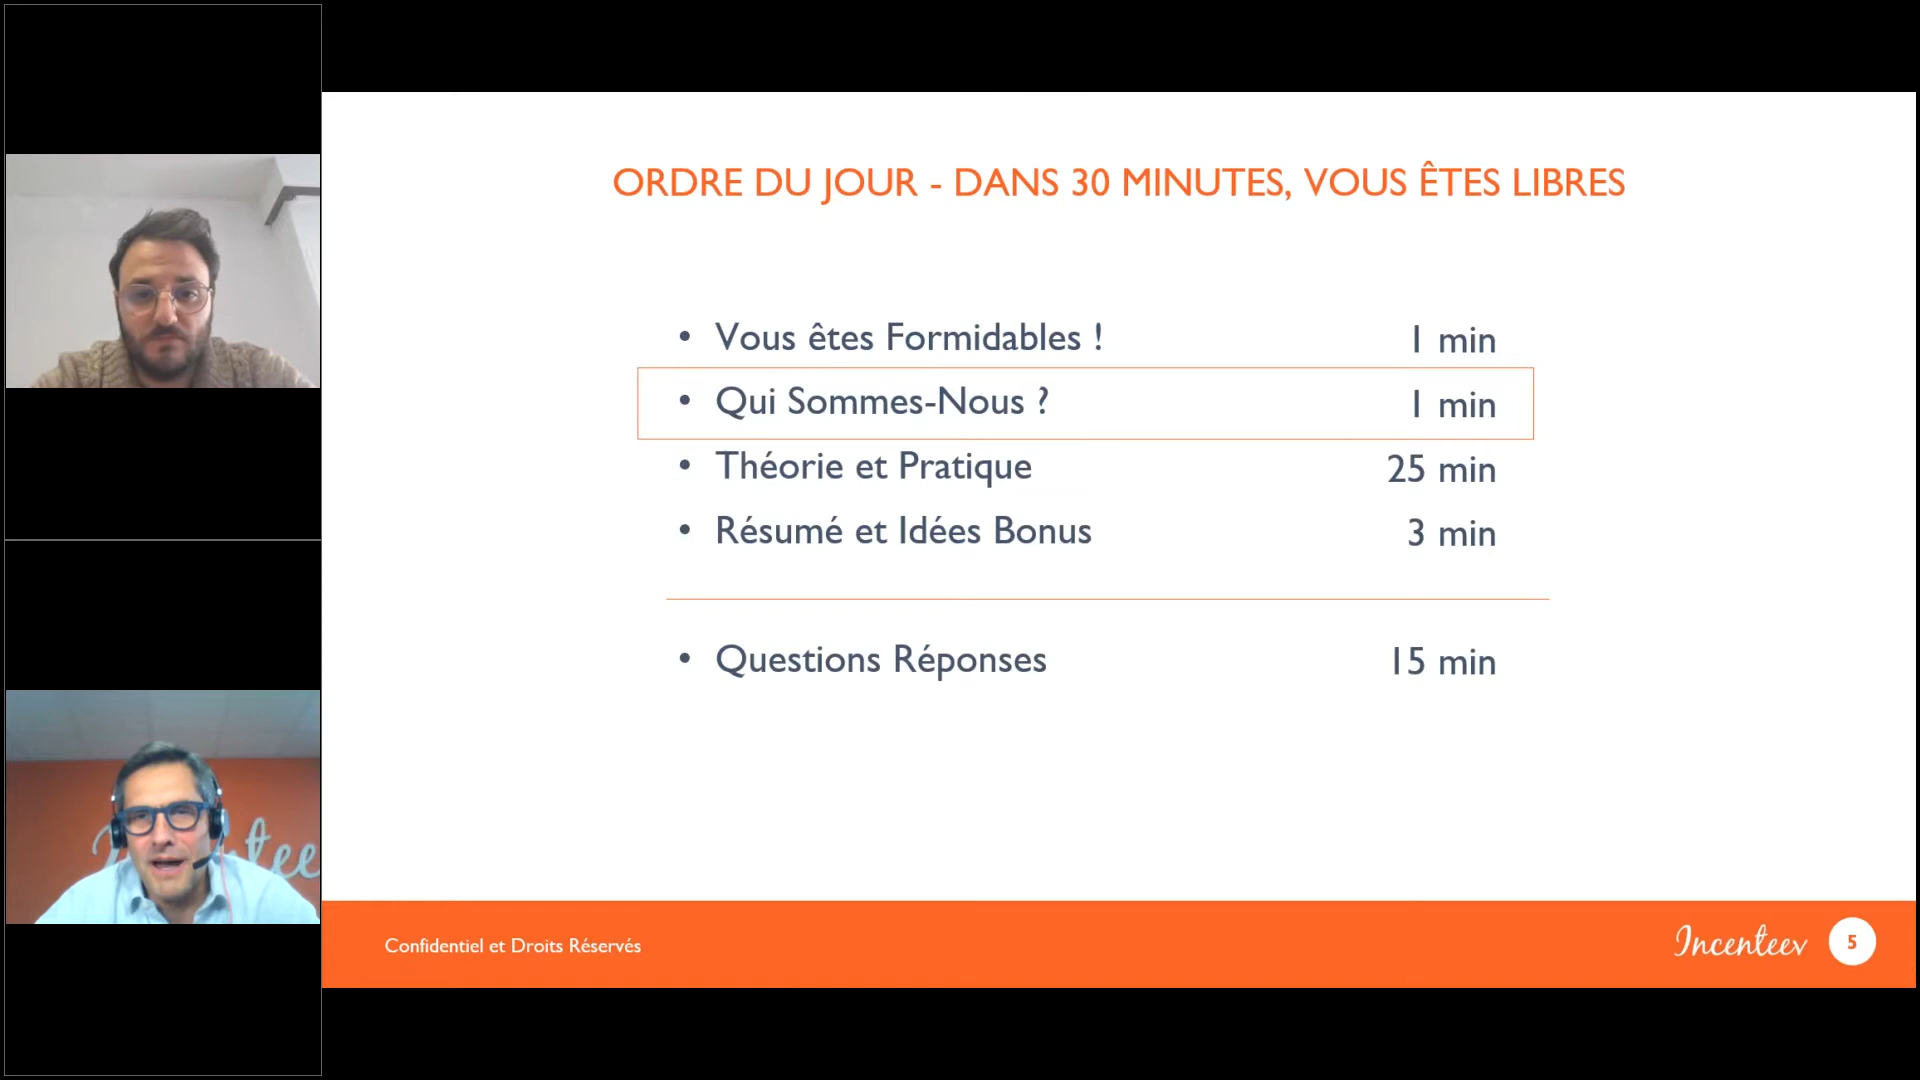 ORDRE DU JOUR - DANS 30 MINUTES, VOUS ÊTES LIBRES
• Vous êtes Formidables ! 1 min
• Qui Sommes-Nous ? 1 min
• Théorie et Pratique 25 min
• Résumé et Idées Bonus 3 min
• Questions Réponses 15 min
Confidentiel et Droits Réservés
Incenteev
5